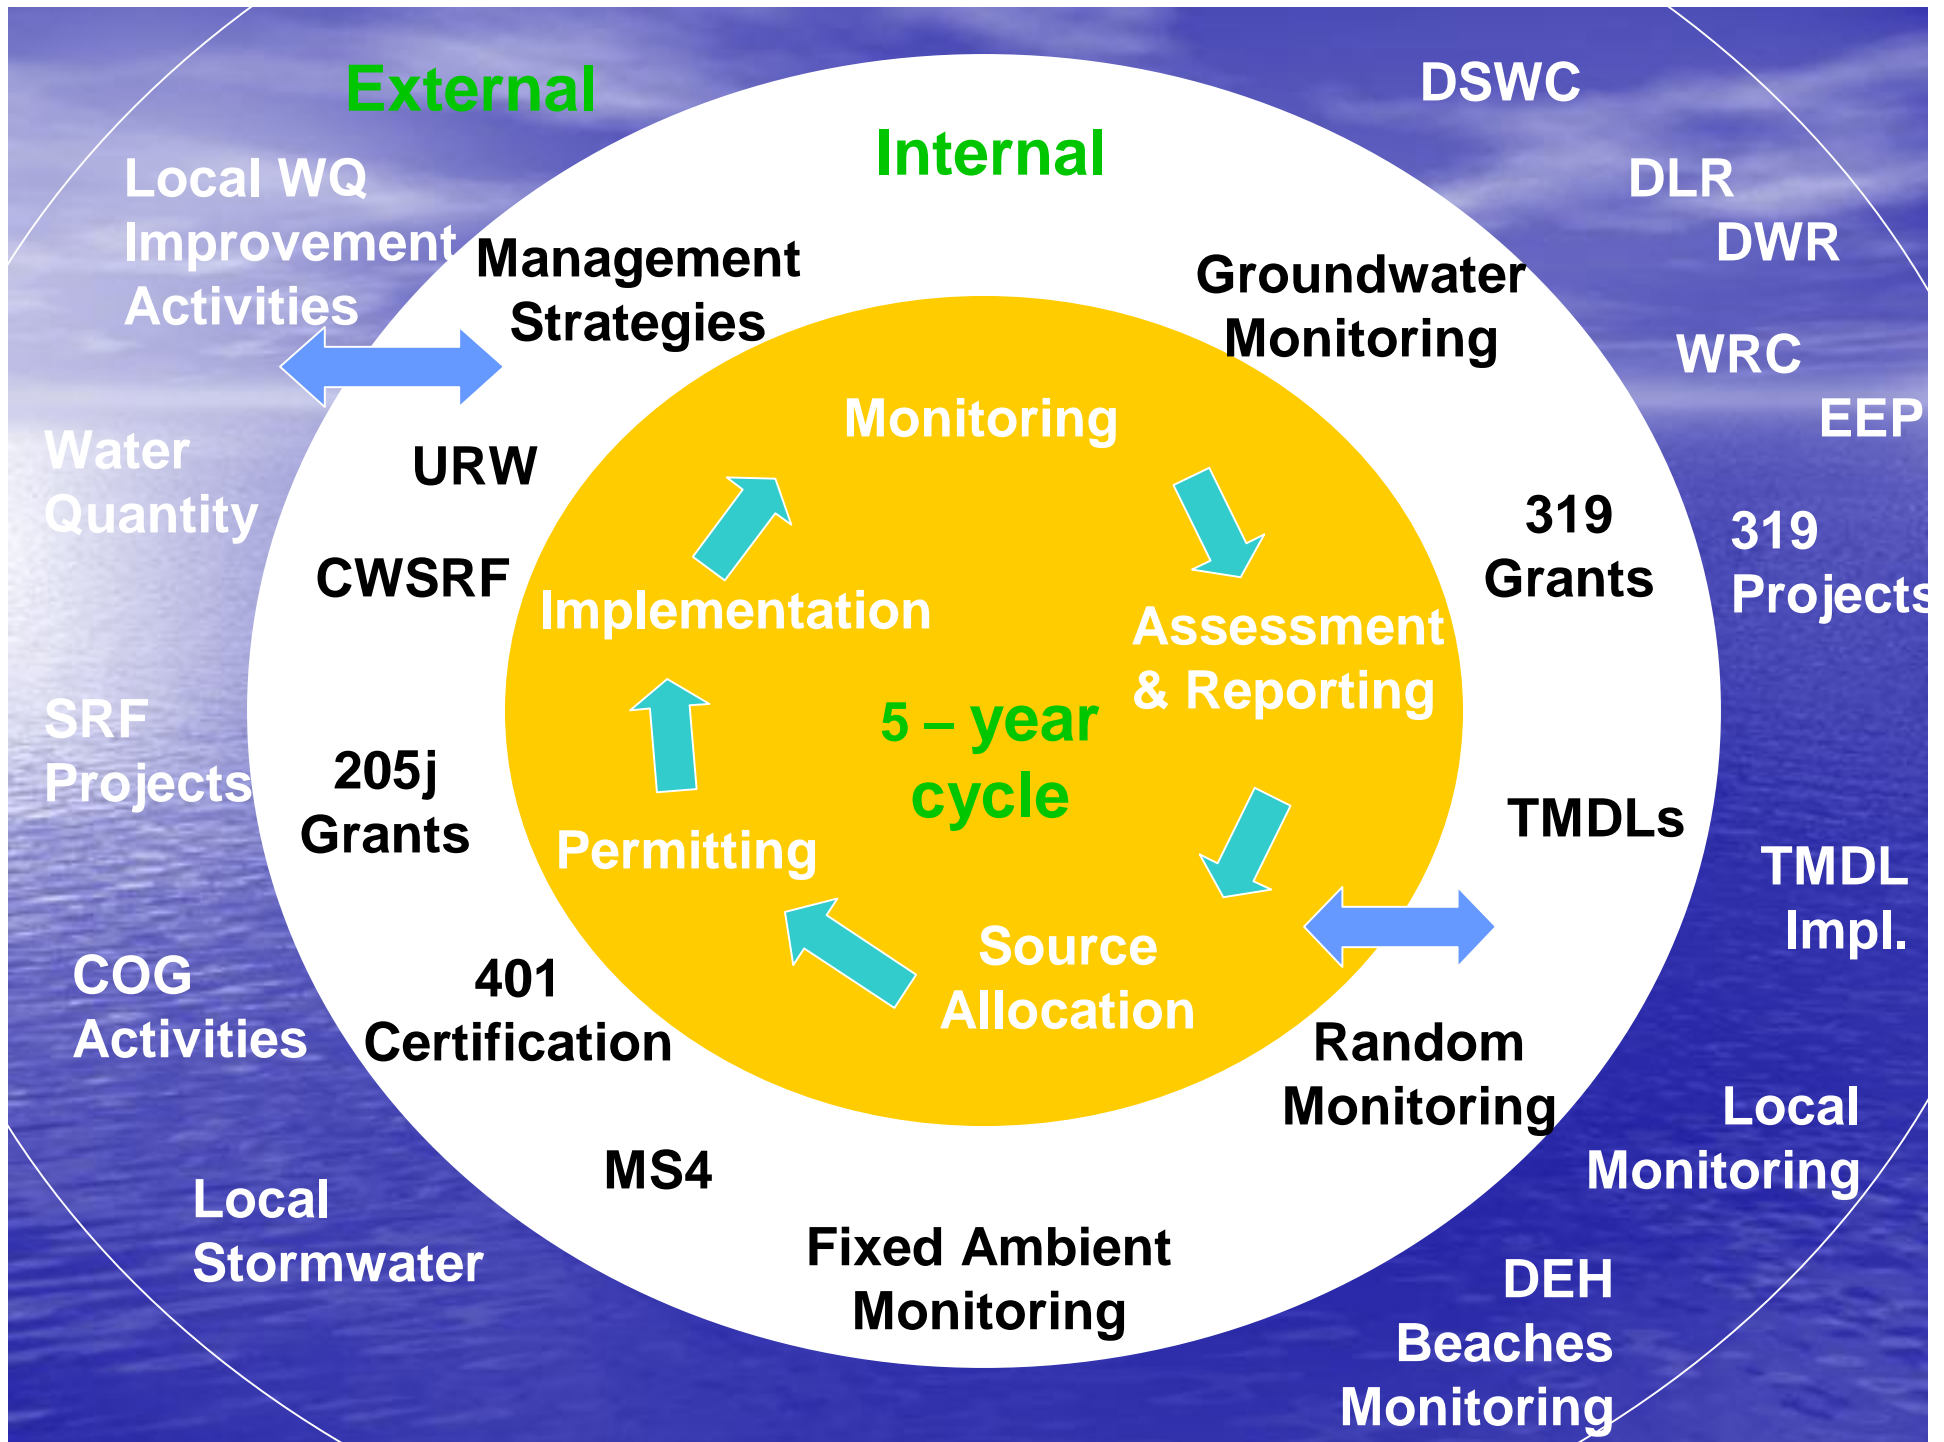 External
Internal
DSWC
DLR
DWR
WRC
EEP
Local WQ
Improvement
Activities
Management
Strategies
Groundwater
Monitoring
Water
Quantity
URW
CWSRF
Monitoring
Implementation
Assessment
& Reporting
319
Grants
319
Projects
5 – year
cycle
SRF
Projects
205j
Grants
Permitting
Source
Allocation
TMDLs
TMDL
Impl.
COG
Activities
401
Certification
Random
Monitoring
Local
Monitoring
MS4
Local
Stormwater
Fixed Ambient
Monitoring
DEH
Beaches
Monitoring